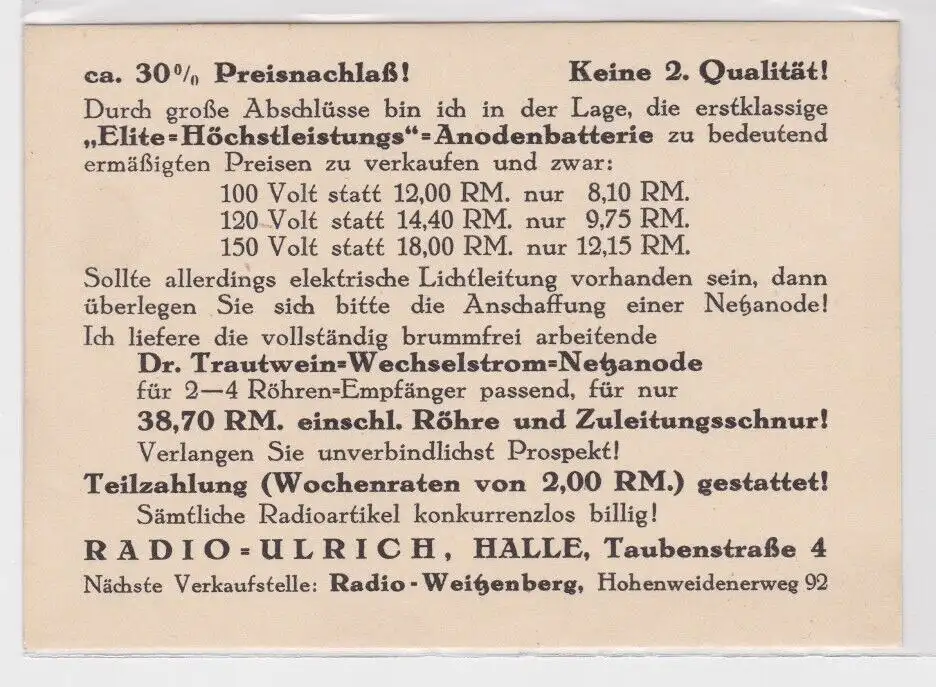 ca. 30% Preisnachlaß! Keine 2. Qualität!
Durch große Abschlüsse bin ich in der Lage, die erstklassige
„Elite=Höchstleistungs“=Anodenbatterie zu bedeutend
ermäßigten Preisen zu verkaufen und zwar:
100 Volt statt 12,00 RM. nur 8,10 RM.
120 Volt statt 14,40 RM. nur 9,75 RM.
150 Volt statt 18,00 RM. nur 12,15 RM.
Sollte allerdings elektrische Lichtleitung vorhanden sein, dann
überlegen Sie sich bitte die Anschaffung einer Netzanode!
Ich liefere die vollständig brummfrei arbeitende
Dr. Trautwein=Wechselstrom=Netzanode
für 2—4 Röhren=Empfänger passend, für nur
38,70 RM. einschl. Röhre und Zuleitungsschnur!
Verlangen Sie unverbindlichst Prospekt!
Teilzahlung (Wochenraten von 2,00 RM.) gestattet!
Sämtliche Radioartikel konkurrenzlos billig!
RADIO=ULRICH, HALLE, Taubenstraße 4
Nächste Verkaufstelle: Radio-Weitzenberg, Hohenweidenerweg 92